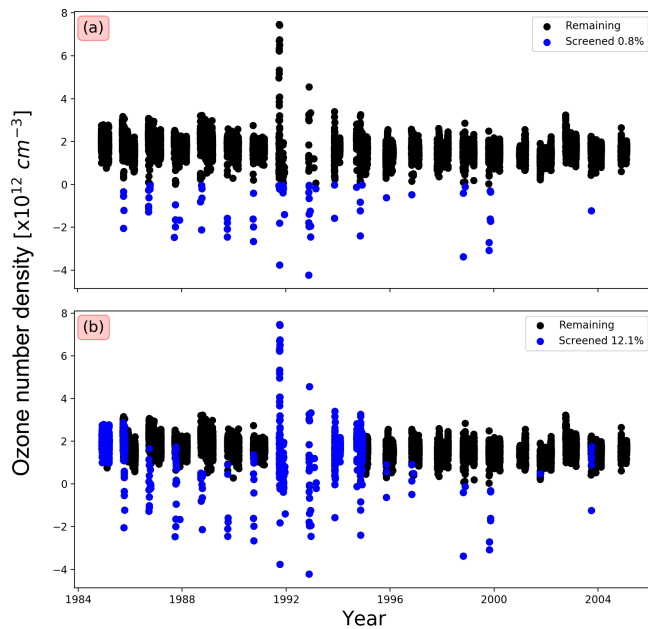 Ozone number density [x10¹² cm⁻³]
(a)
Remaining
Screened 0.8%
8
6
4
2
0
−2
−4
(b)
Remaining
Screened 12.1%
8
6
4
2
0
−2
−4
1984
1988
1992
1996
2000
2004
Year